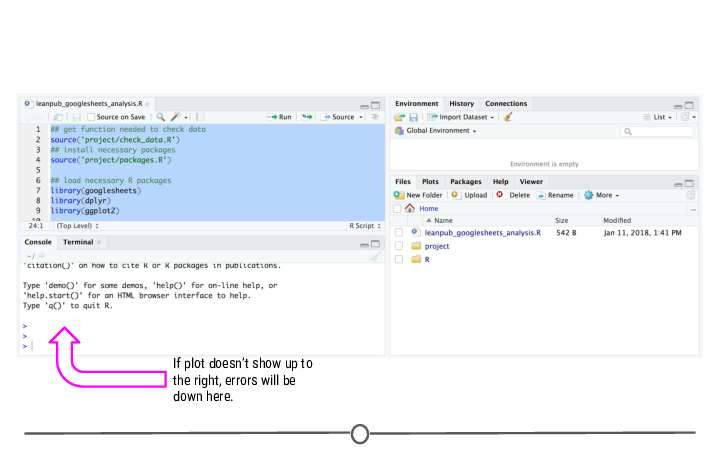 leanpub_googlesheets_analysis.R
Source on Save
Run
Source
1 ## get function needed to check data
2 source('project/check_data.R')
3 ## install necessary packages
4 source('project/packages.R')
5
6 ## load necessary R packages
7 library(googlesheets)
8 library(dplyr)
9 library(ggplot2)
10
24:1 (Top Level) R Script
Console Terminal
~/
'citation()' on how to cite R or R packages in publications.
Type 'demo()' for some demos, 'help()' for on-line help, or
'help.start()' for an HTML browser interface to help.
Type 'q()' to quit R.
>
>
>
Environment History Connections
Import Dataset List
Global Environment
Environment is empty
Files Plots Packages Help Viewer
New Folder Upload Delete Rename More
Home ...
Name Size Modified
leanpub_googlesheets_analysis.R 542 B Jan 11, 2018, 1:41 PM
project
R
If plot doesn't show up to
the right, errors will be
down here.